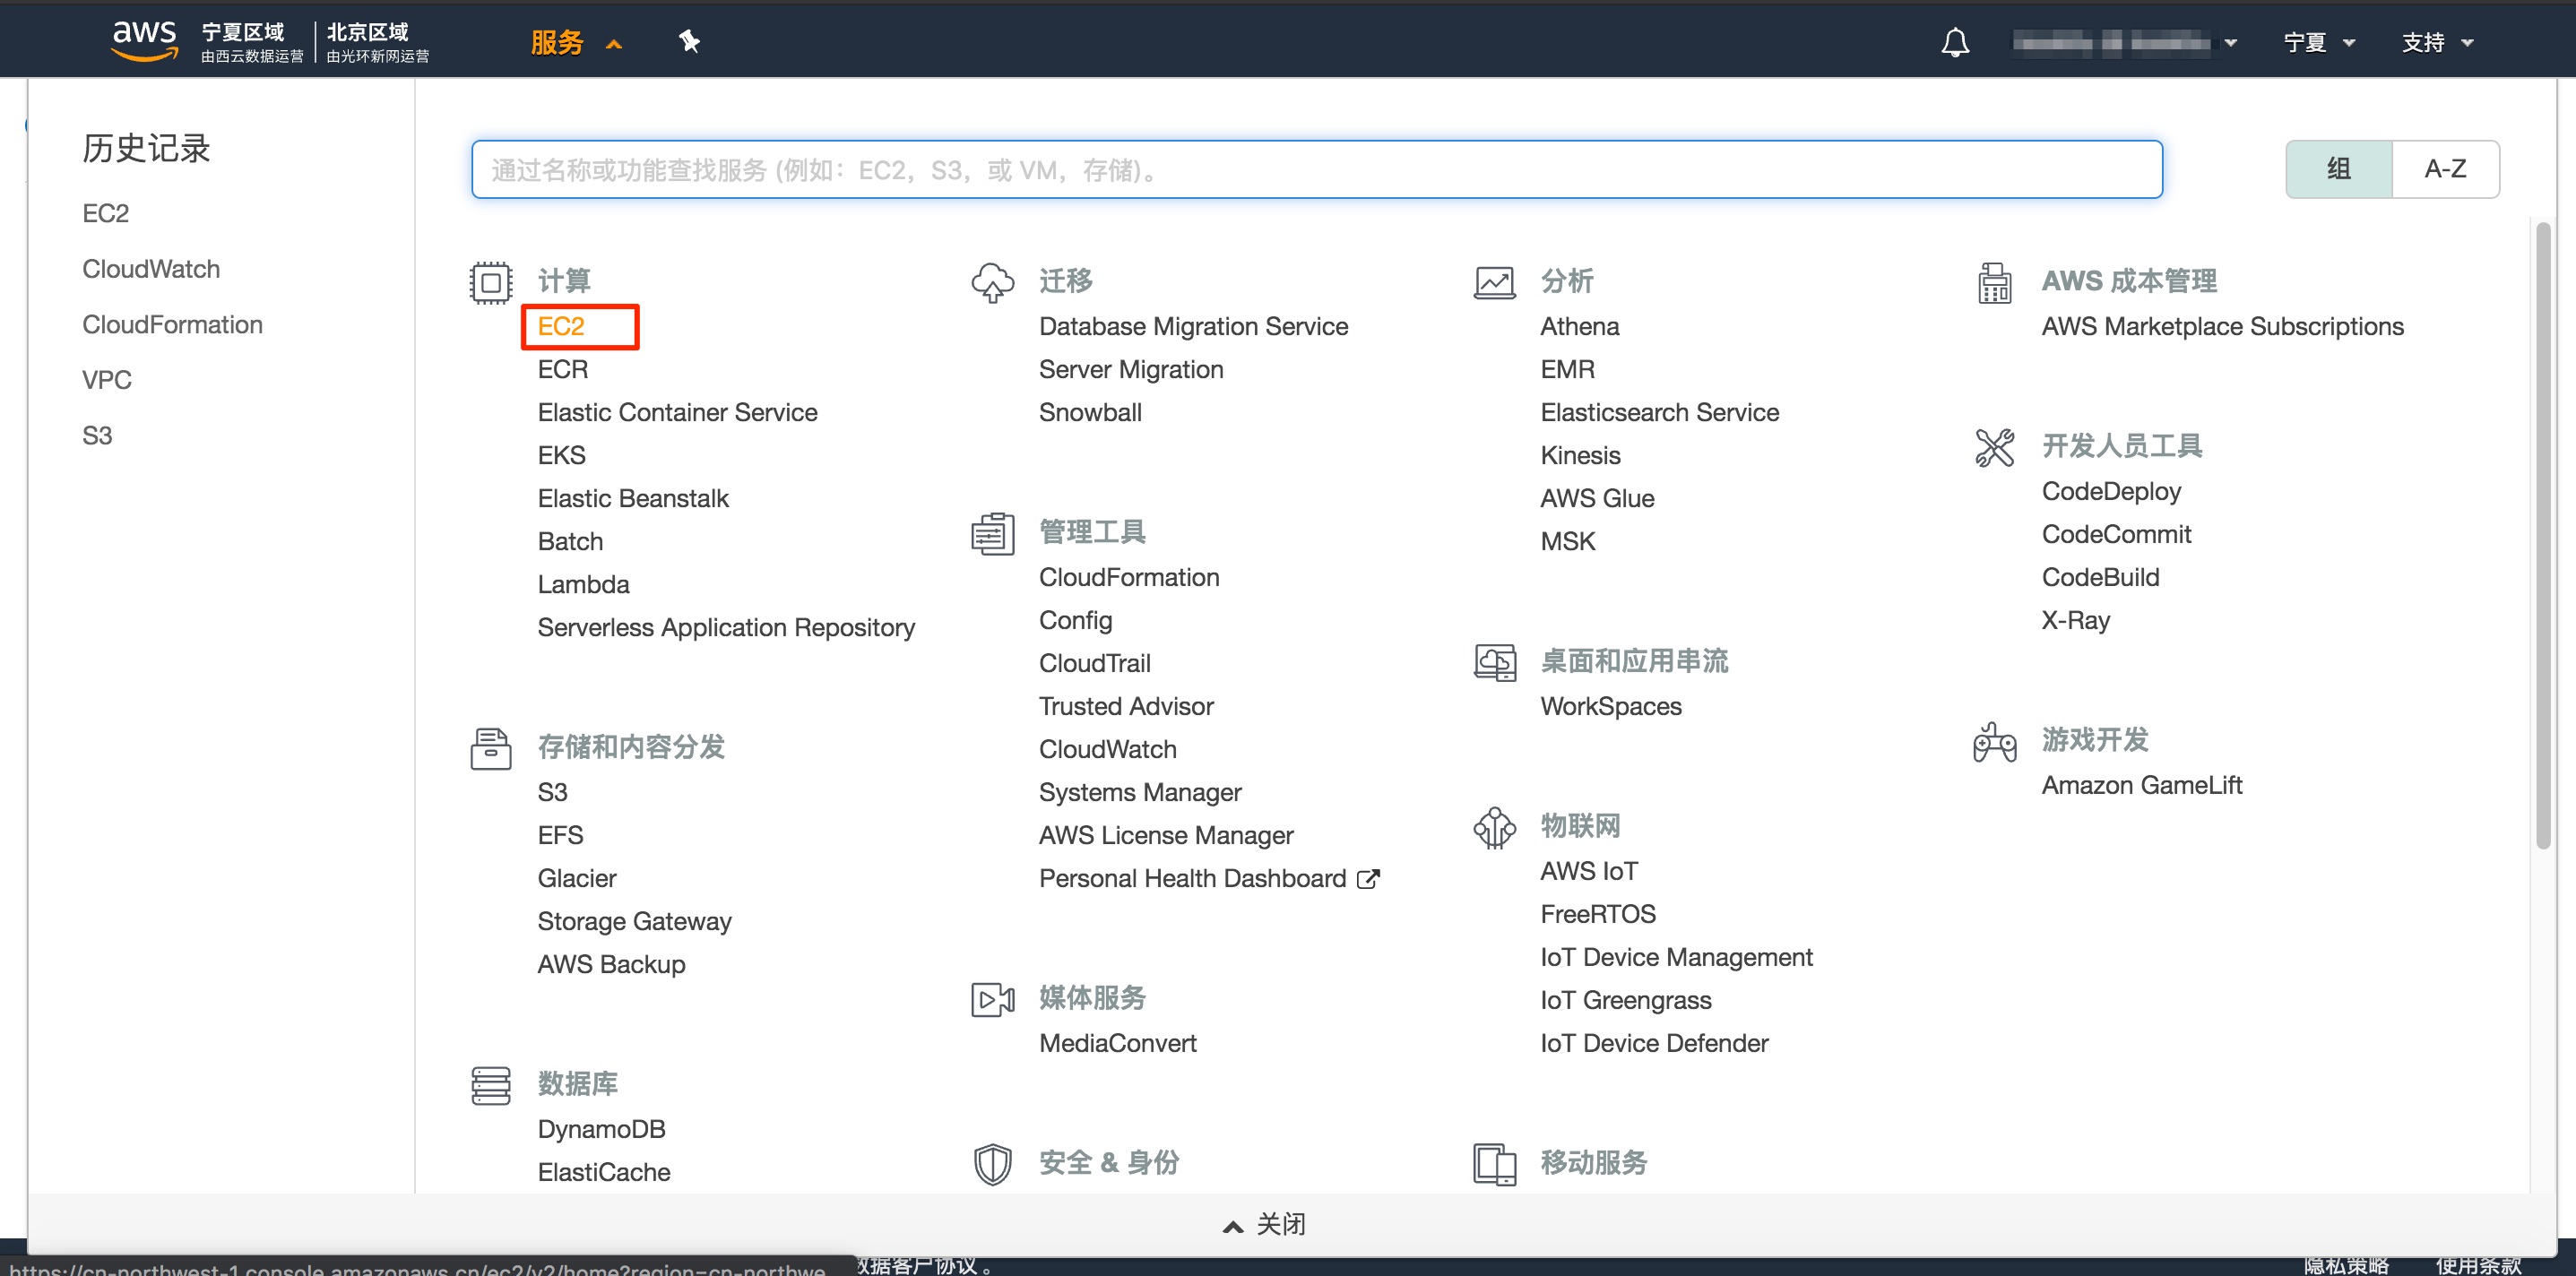 aws
宁夏区域
由西云数据运营
北京区域
由光环新网运营
服务
宁夏
支持
历史记录
EC2
CloudWatch
CloudFormation
VPC
S3
通过名称或功能查找服务 (例如：EC2，S3，或 VM，存储)。
组
A-Z
计算
EC2
ECR
Elastic Container Service
EKS
Elastic Beanstalk
Batch
Lambda
Serverless Application Repository
存储和内容分发
S3
EFS
Glacier
Storage Gateway
AWS Backup
数据库
DynamoDB
ElastiCache
迁移
Database Migration Service
Server Migration
Snowball
管理工具
CloudFormation
Config
CloudTrail
Trusted Advisor
CloudWatch
Systems Manager
AWS License Manager
Personal Health Dashboard
媒体服务
MediaConvert
安全 & 身份
分析
Athena
EMR
Elasticsearch Service
Kinesis
AWS Glue
MSK
桌面和应用串流
WorkSpaces
物联网
AWS IoT
FreeRTOS
IoT Device Management
IoT Greengrass
IoT Device Defender
移动服务
AWS 成本管理
AWS Marketplace Subscriptions
开发人员工具
CodeDeploy
CodeCommit
CodeBuild
X-Ray
游戏开发
Amazon GameLift
关闭
https://cn-northwest-1.console.amazonaws.cn/ec2/v2/home?region=cn-northwe
数据客户协议。
隐私策略
使用条款